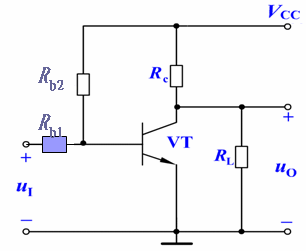 VCC
Rb2
Rc
+
Rb1
VT
+
RL
uI
uO
−
−